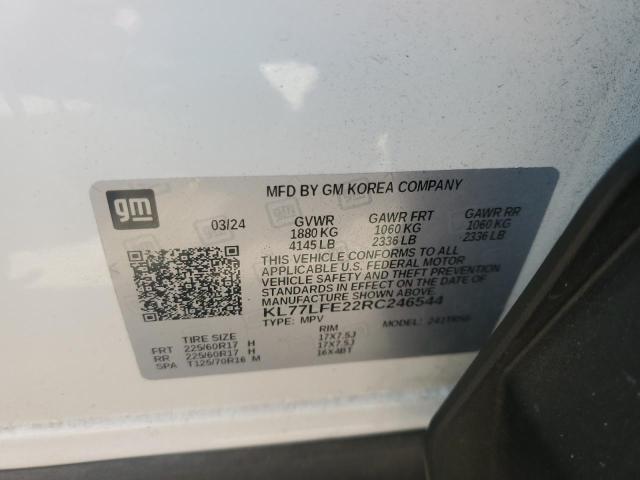 gm
MFD BY GM KOREA COMPANY
03/24 GVWR GAWR FRT GAWR RR
1880 KG 1060 KG 1060 KG
4145 LB 2336 LB 2336 LB
THIS VEHICLE CONFORMS TO ALL
APPLICABLE U.S. FEDERAL MOTOR
VEHICLE SAFETY AND THEFT PREVENTION
STANDARDS IN EFFECT ON THE DATE OF
MANUFACTURE SHOWN ABOVE.
KL77LFE22RC246544
TYPE: MPV MODEL:
TIRE SIZE RIM
FRT 225/60R17 H 17X7.5J
RR 225/60R17 H 17X7.5J
SPA T125/70R16 M 16X4BT